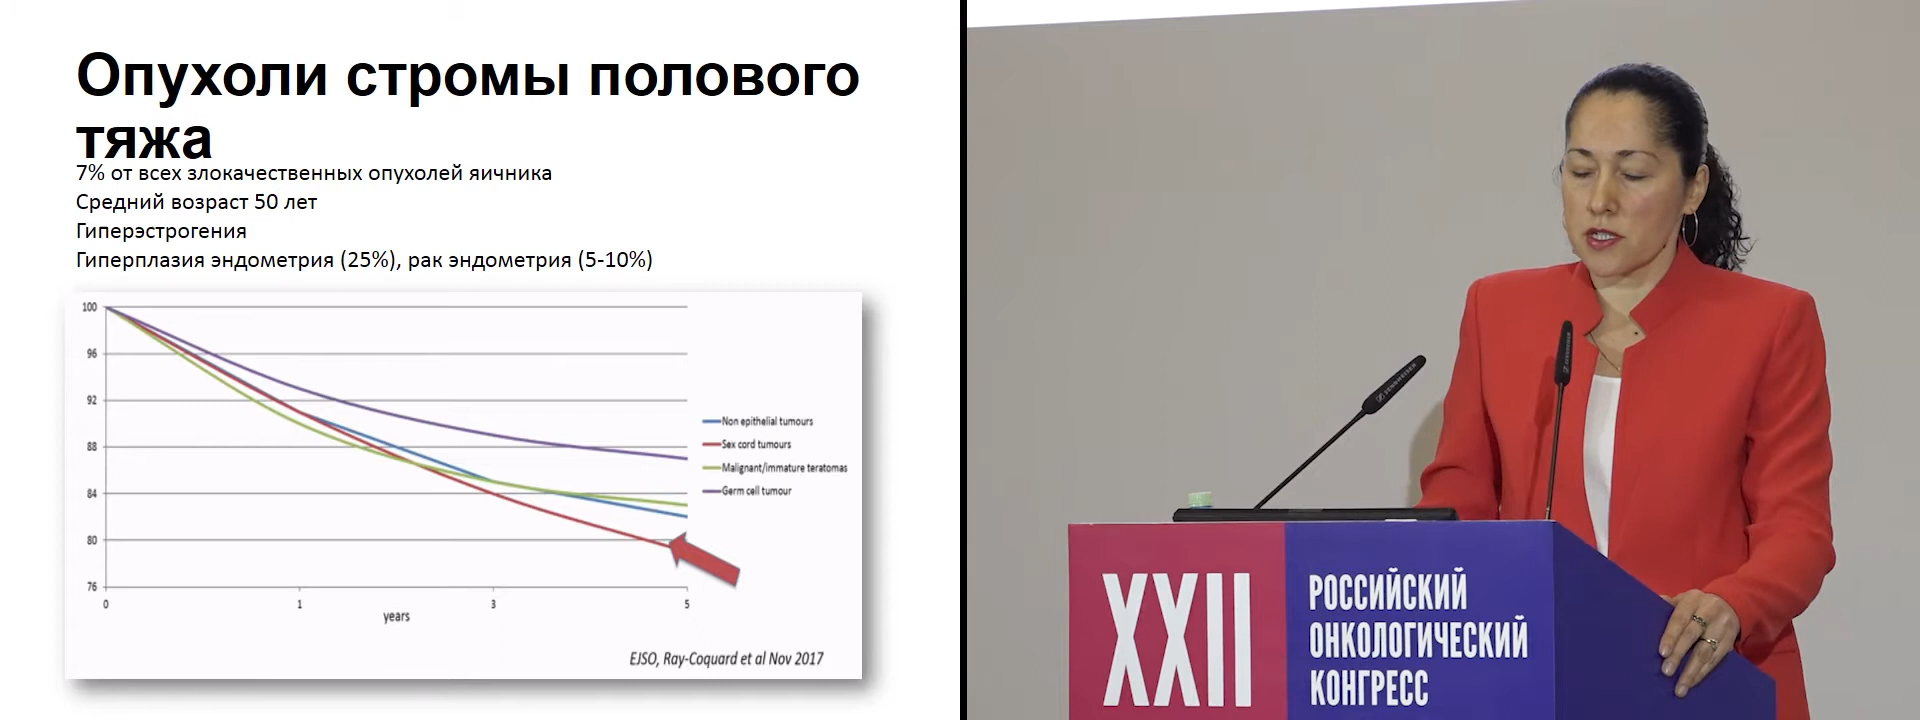 Опухоли стромы полового
тяжа
7% от всех злокачественных опухолей яичника
Средний возраст 50 лет
Гиперэстрогения
Гиперплазия эндометрия (25%), рак эндометрия (5-10%)
100
96
92
88
84
80
76
0
1
3
5
years
Non epithelial tumours
Sex cord tumours
Malignant/immature teratomas
Germ cell tumour
EJSO, Ray-Coquard et al Nov 2017
SENNHEISER
SENNHEISER
XXII
РОССИЙСКИЙ
ОНКОЛОГИЧЕСКИЙ
КОНГРЕСС